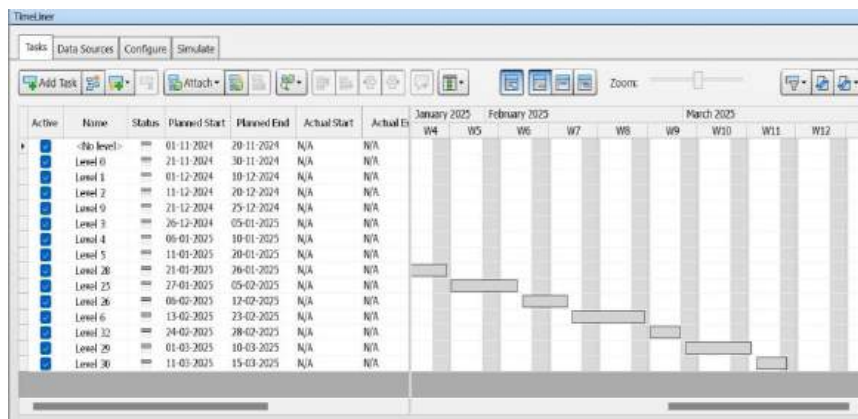 TimeLiner
Tasks Data Sources Configure Simulate
Add Task Attach Zoom:
Active Name Status Planned Start Planned End Actual Start Actual E
January 2025 February 2025 March 2025
W4 W5 W6 W7 W8 W9 W10 W11 W12
<No level> 01-11-2024 20-11-2024 N/A N/A
Level 0 21-11-2024 30-11-2024 N/A N/A
Level 1 01-12-2024 10-12-2024 N/A N/A
Level 2 11-12-2024 20-12-2024 N/A N/A
Level 9 21-12-2024 25-12-2024 N/A N/A
Level 3 26-12-2024 05-01-2025 N/A N/A
Level 4 06-01-2025 10-01-2025 N/A N/A
Level 5 11-01-2025 20-01-2025 N/A N/A
Level 28 21-01-2025 26-01-2025 N/A N/A
Level 25 27-01-2025 05-02-2025 N/A N/A
Level 26 06-02-2025 12-02-2025 N/A N/A
Level 6 13-02-2025 23-02-2025 N/A N/A
Level 32 24-02-2025 28-02-2025 N/A N/A
Level 29 01-03-2025 10-03-2025 N/A N/A
Level 30 11-03-2025 15-03-2025 N/A N/A